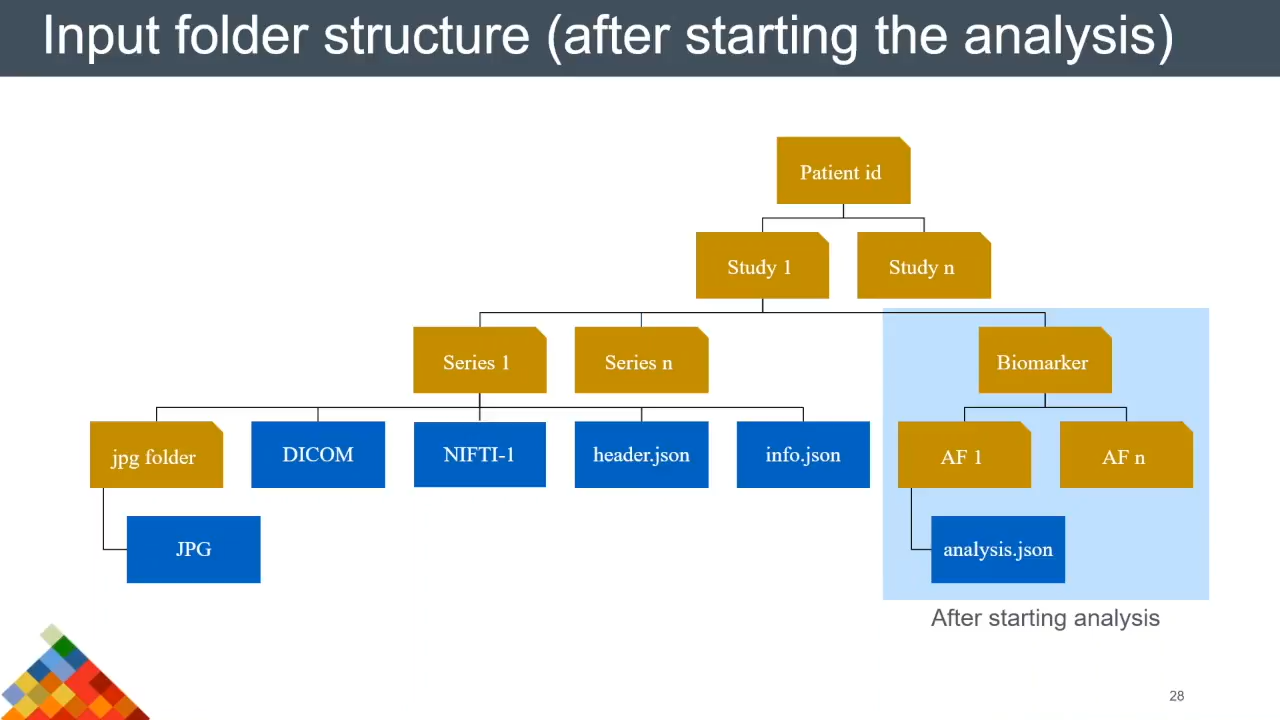 Input folder structure (after starting the analysis)
Patient id
Study 1
Study n
Series 1
Series n
Biomarker
jpg folder
DICOM
NIFTI-1
header.json
info.json
AF 1
AF n
JPG
analysis.json
After starting analysis
28